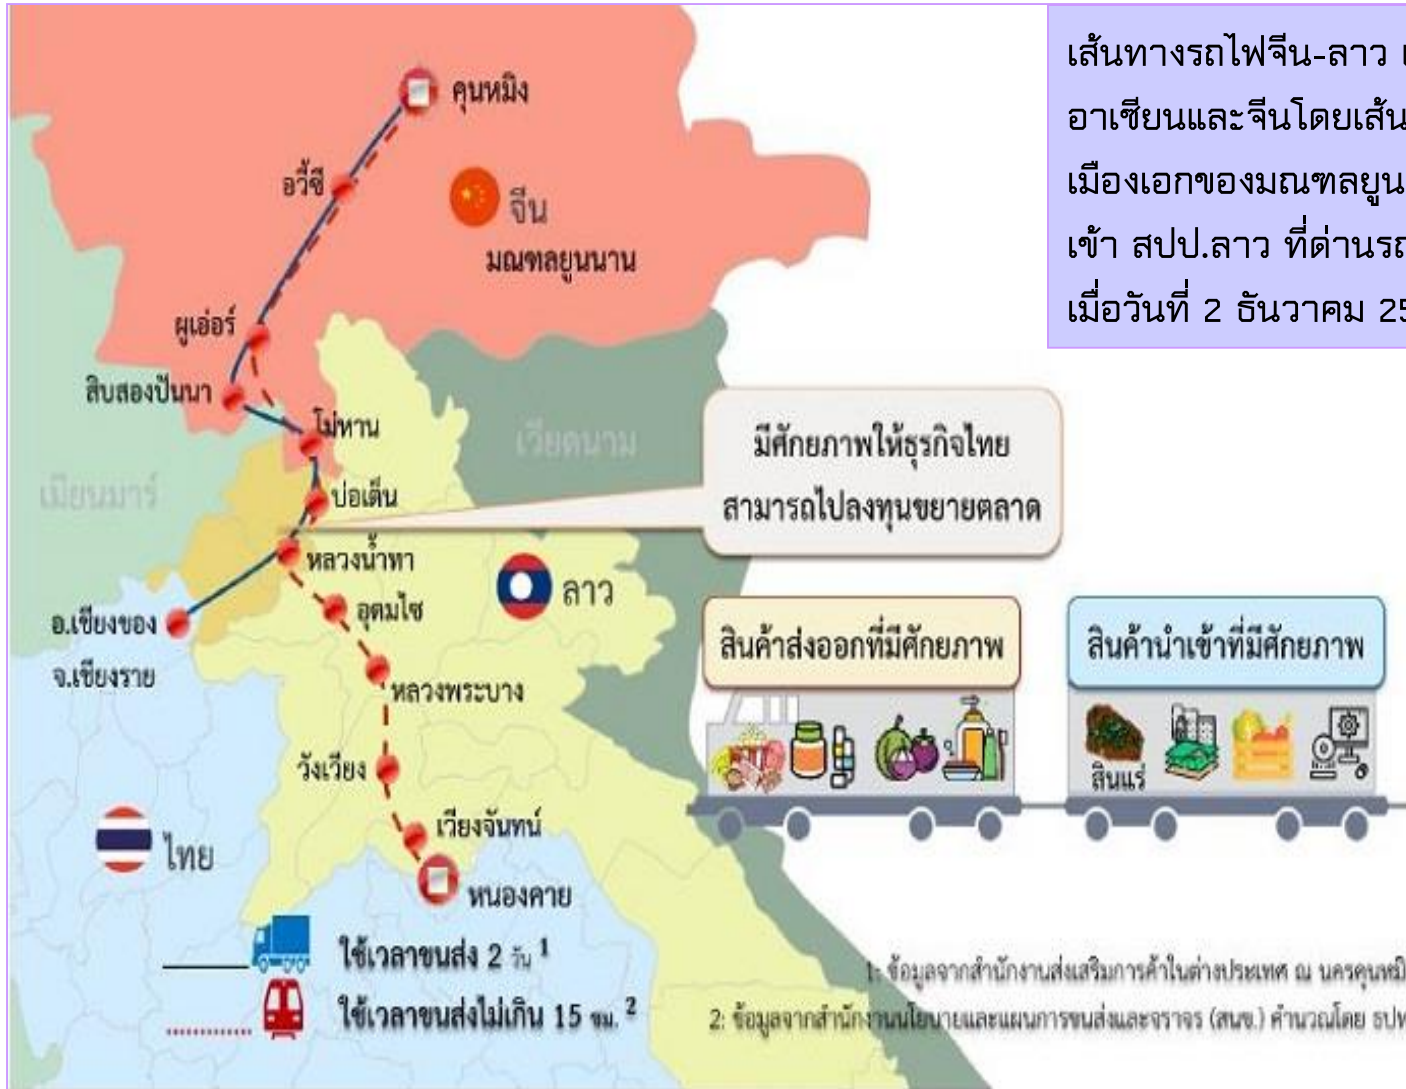 เส้นทางรถไฟจีน-ลาว
อาเซียนและจีนโดยเส้น
เมืองเอกของมณฑลยูน
เข้า สปป.ลาว ที่ด่านรถ
เมื่อวันที่ 2 ธันวาคม 25
คุนหมิง
อวี้ซี
จีน
มณฑลยูนนาน
ผูเอ่อร์
สิบสองปันนา
โม่หาน
เวียดนาม
เมียนมาร์
บ่อเต็น
มีศักยภาพให้ธุรกิจไทย
สามารถไปลงทุนขยายตลาด
หลวงน้ำทา
ลาว
อุดมไซ
อ.เชียงของ
จ.เชียงราย
หลวงพระบาง
สินค้าส่งออกที่มีศักยภาพ
สินค้านำเข้าที่มีศักยภาพ
สินแร่
วังเวียง
เวียงจันทน์
ไทย
หนองคาย
ใช้เวลาขนส่ง 2 วัน 1
ใช้เวลาขนส่งไม่เกิน 15 ชม. 2
1: ข้อมูลจากสำนักงานส่งเสริมการค้าในต่างประเทศ ณ นครคุนหมิ
2: ข้อมูลจากสำนักงานนโยบายและแผนการขนส่งและจราจร (สนข.) คำนวณโดย ธปท